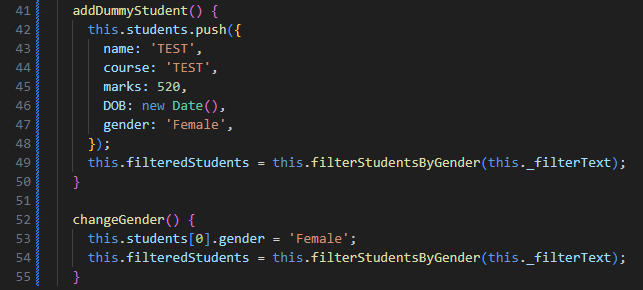 41 addDummyStudent() {
42 this.students.push({
43 name: 'TEST',
44 course: 'TEST',
45 marks: 520,
46 DOB: new Date(),
47 gender: 'Female',
48 });
49 this.filteredStudents = this.filterStudentsByGender(this._filterText);
50 }
51
52 changeGender() {
53 this.students[0].gender = 'Female';
54 this.filteredStudents = this.filterStudentsByGender(this._filterText);
55 }